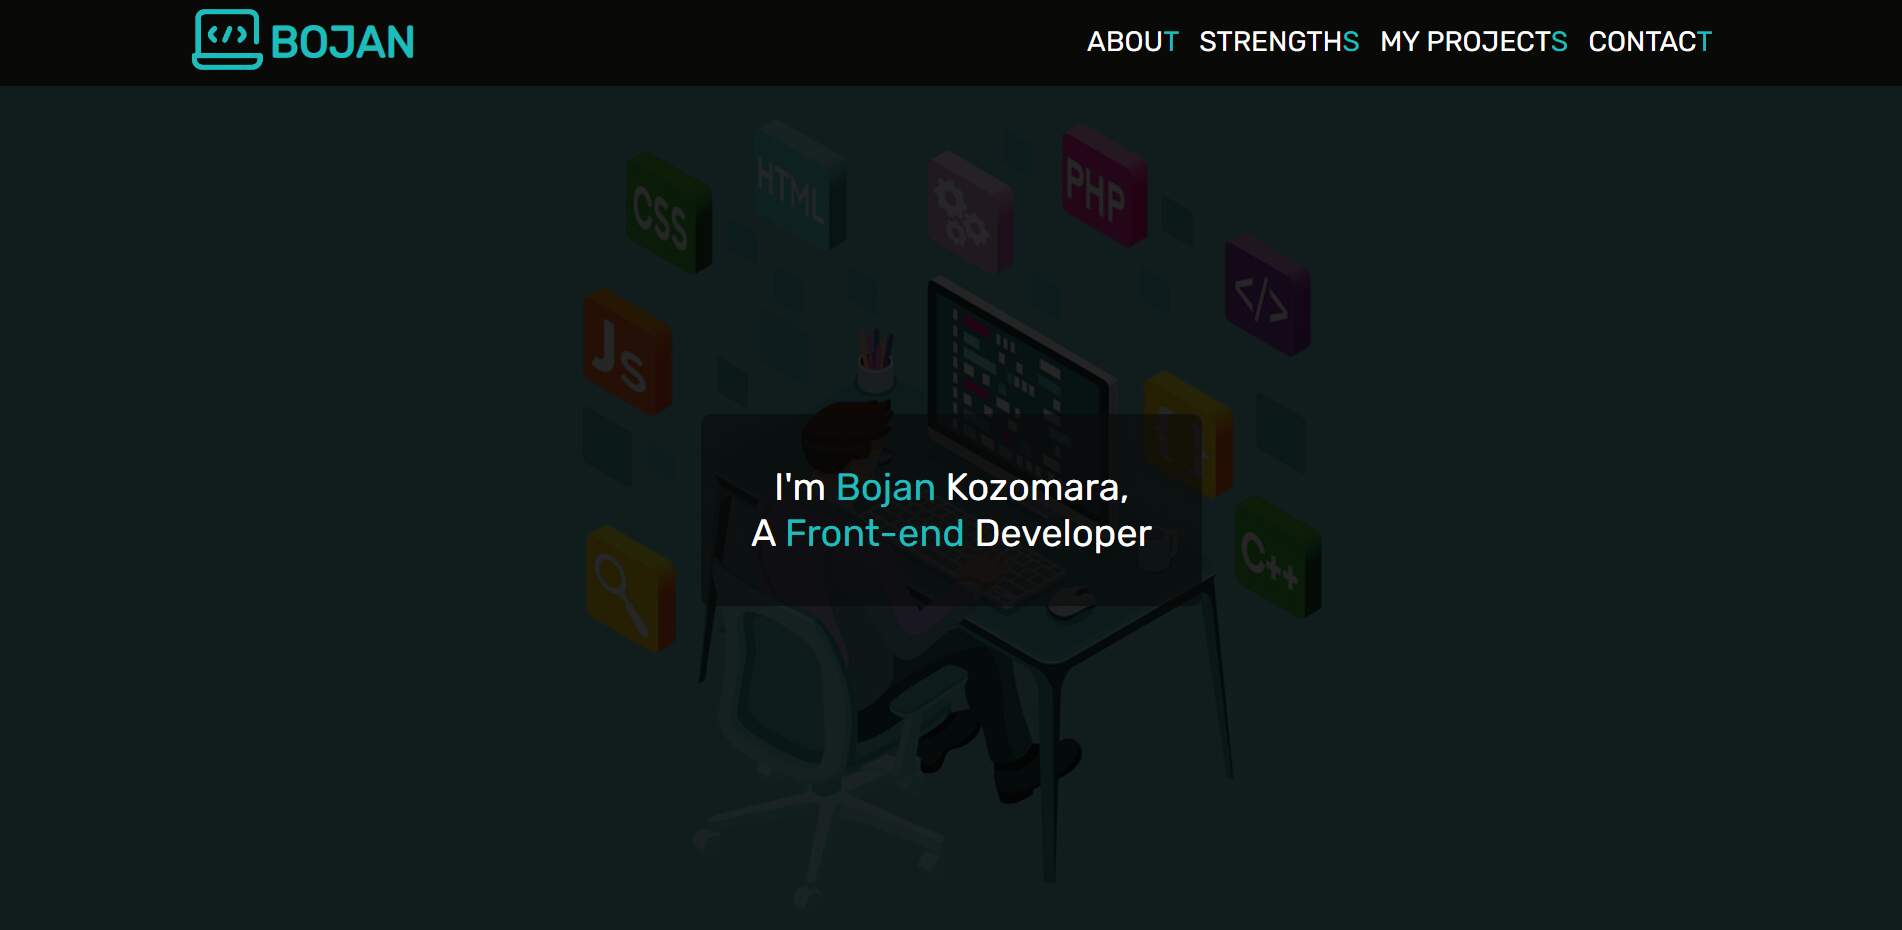 </> BOJAN
ABOUT STRENGTHS MY PROJECTS CONTACT
CSS
HTML
PHP
</>
Js
I'm Bojan Kozomara,
A Front-end Developer
C++